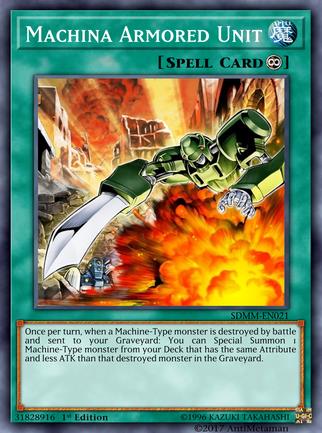 Machina Armored Unit
[Spell Card]
SDMM-EN021
Once per turn, when a Machine-Type monster is destroyed by battle
and sent to your Graveyard: You can Special Summon 1
Machine-Type monster from your Deck that has the same Attribute
and less ATK than that destroyed monster in the Graveyard.
31828916 1st Edition ©1996 KAZUKI TAKAHASHI
©2017 AntiMetaman